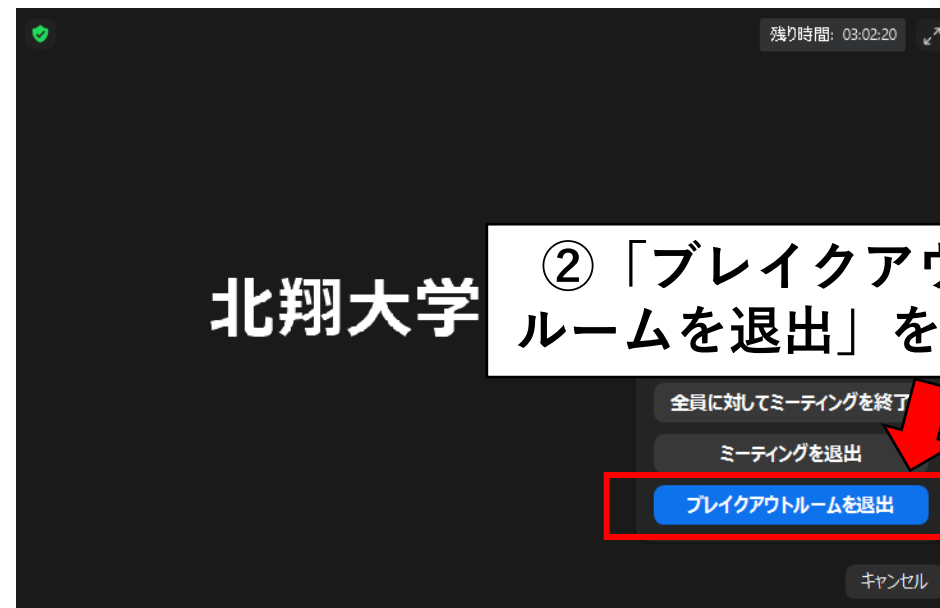 残り時間: 03:02:20
北翔大学
②「ブレイクアウ
ルームを退出」を
全員に対してミーティングを終了
ミーティングを退出
ブレイクアウトルームを退出
キャンセル